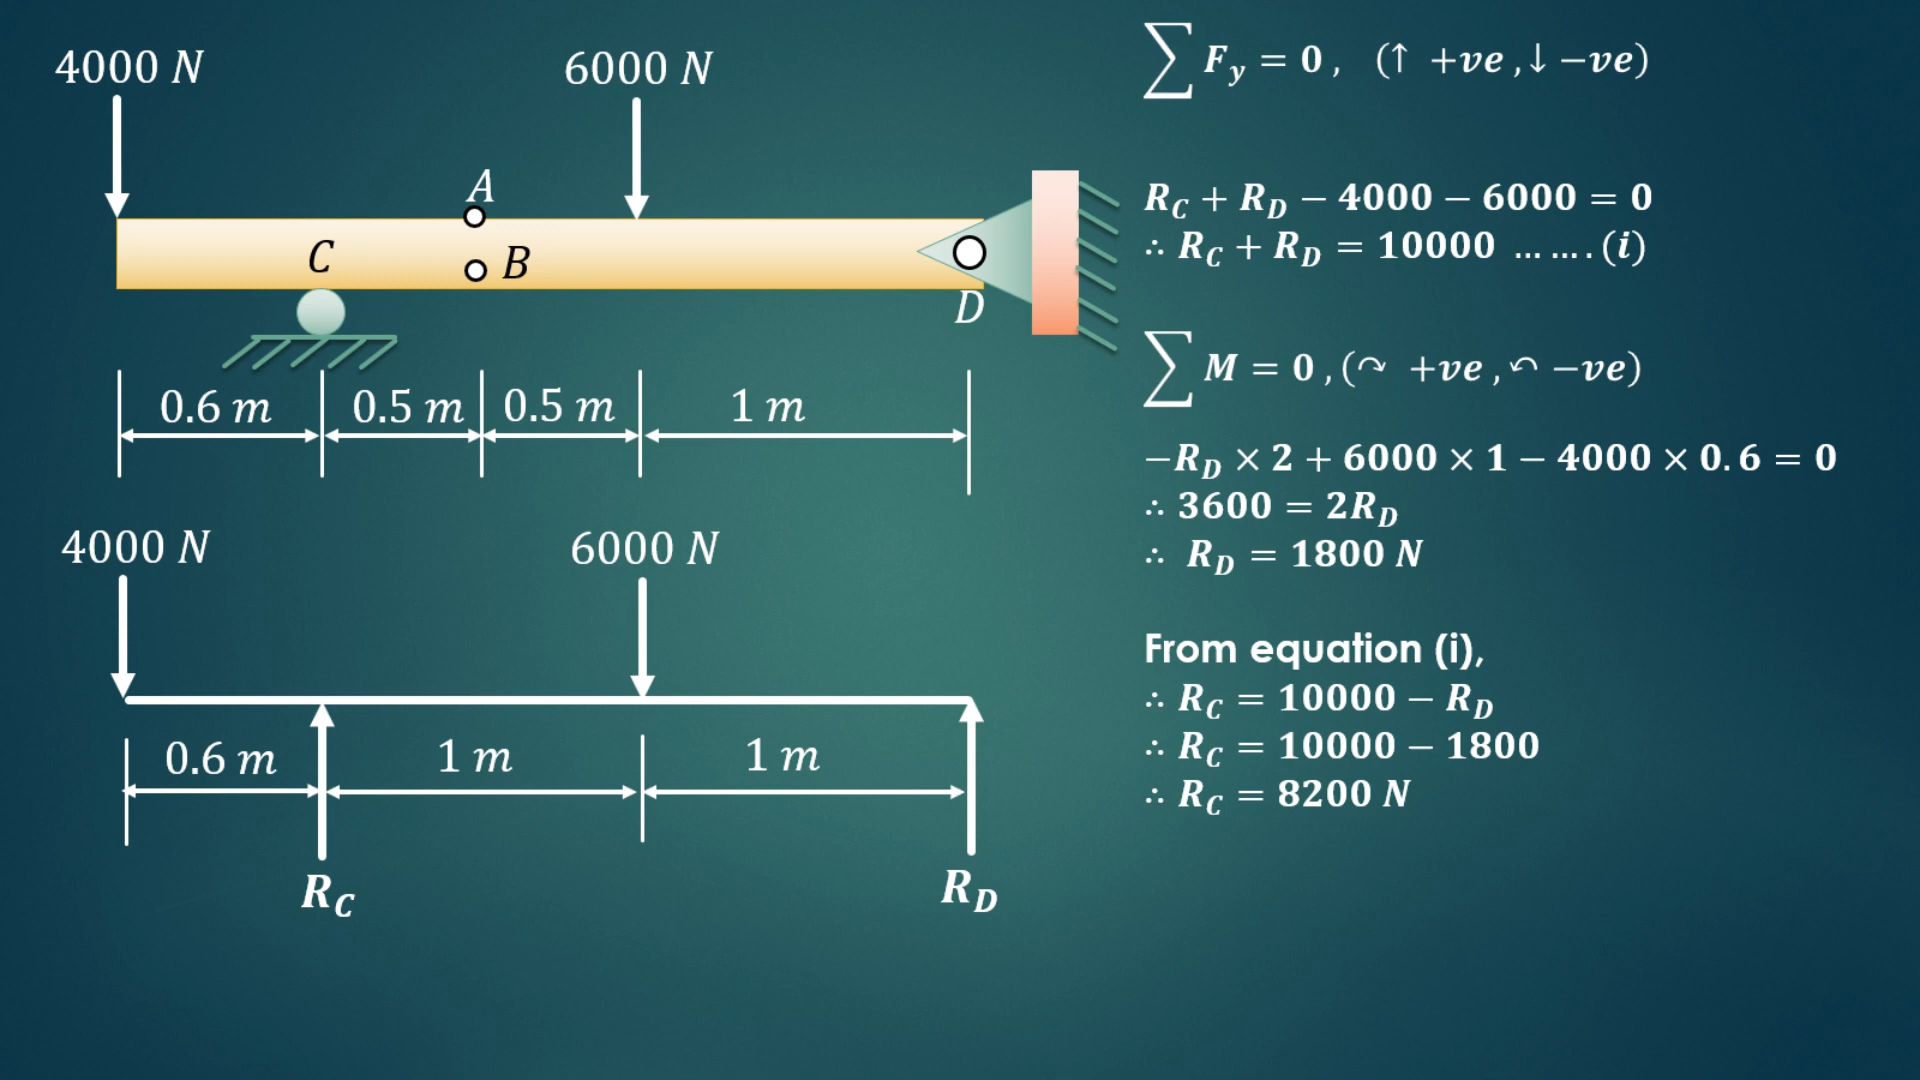 4000 N
6000 N
A
C
B
D
0.6 m
0.5 m
0.5 m
1 m
4000 N
6000 N
0.6 m
1 m
1 m
R_C
R_D
∑ F_y = 0 , (↑ +ve ,↓ −ve)
R_C + R_D − 4000 − 6000 = 0
∴ R_C + R_D = 10000 … … . (i)
∑ M = 0 , (↷ +ve , ↶ −ve)
−R_D × 2 + 6000 × 1 − 4000 × 0.6 = 0
∴ 3600 = 2R_D
∴ R_D = 1800 N
From equation (i),
∴ R_C = 10000 − R_D
∴ R_C = 10000 − 1800
∴ R_C = 8200 N